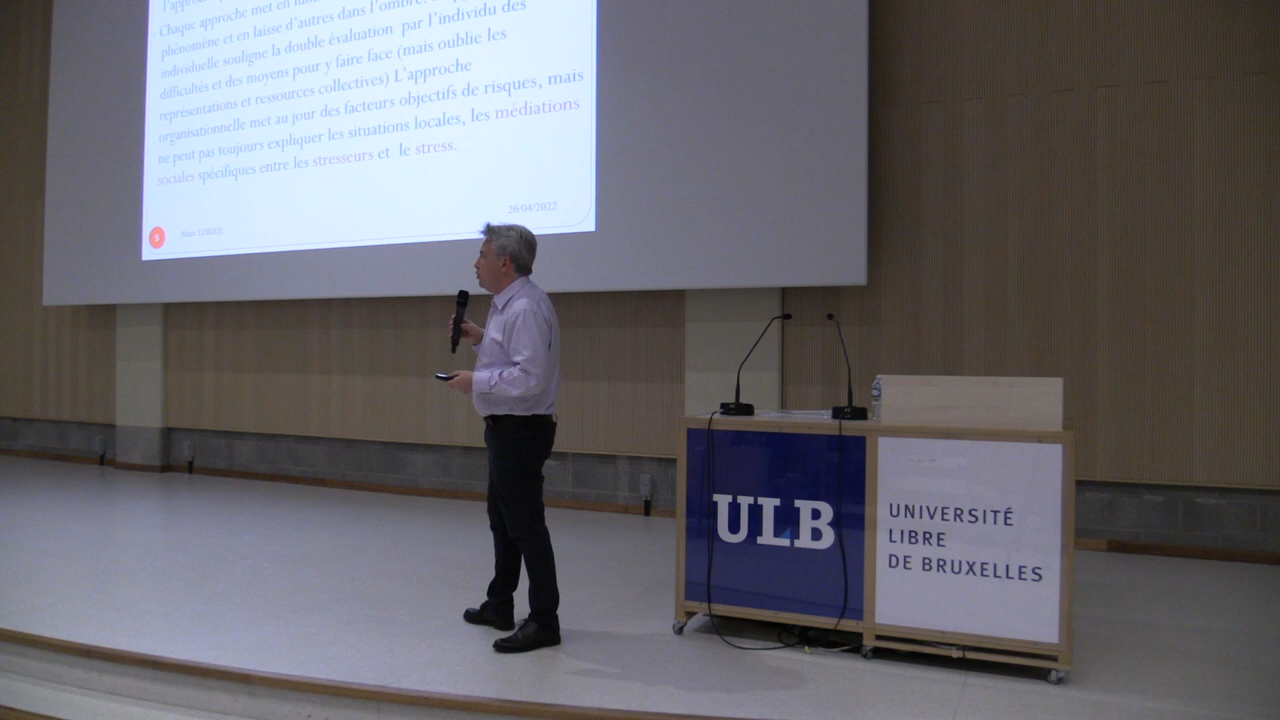 l'approche
Chaque approche met en
phénomène et en laisse d'autres dans l'ombre.
individuelle souligne la double évaluation par l'individu des
difficultés et des moyens pour y faire face (mais oublie les
représentations et ressources collectives) L'approche
organisationnelle met au jour des facteurs objectifs de risques, mais
ne peut pas toujours expliquer les situations locales, les médiations
sociales spécifiques entre les stresseurs et le stress.
26/04/2022
5
Marc LORIOL
ULB
UNIVERSITÉ
LIBRE
DE BRUXELLES